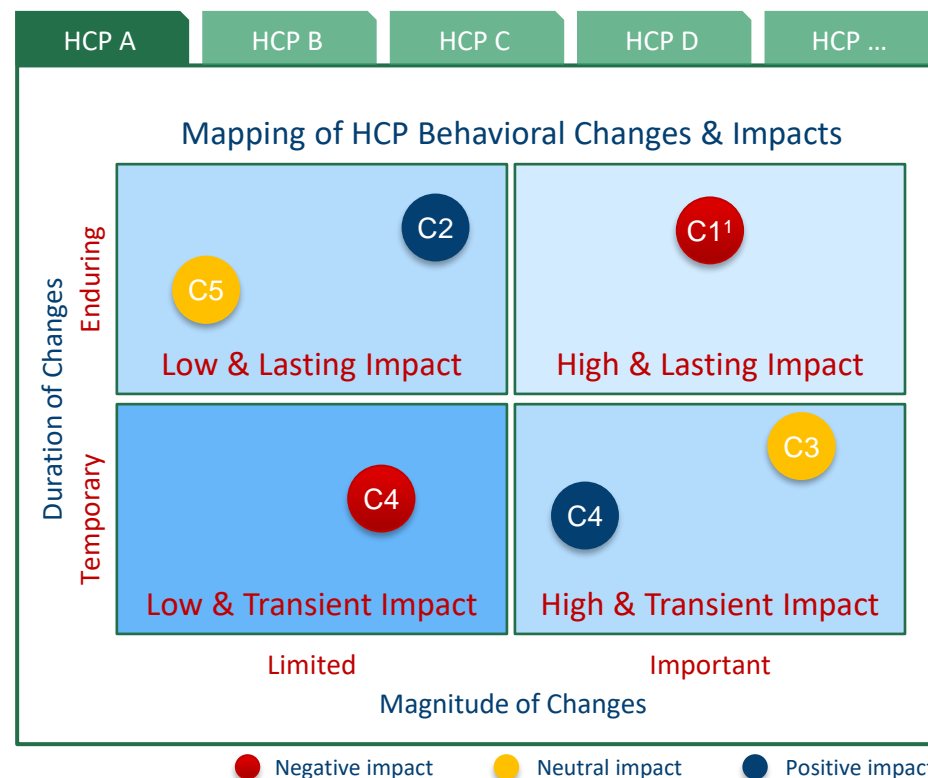 HCP A
HCP B
HCP C
HCP D
HCP ...
Mapping of HCP Behavioral Changes & Impacts
Duration of Changes
Enduring
Temporary
C2
C1¹
C5
Low & Lasting Impact
High & Lasting Impact
C3
C4
C4
Low & Transient Impact
High & Transient Impact
Limited
Important
Magnitude of Changes
Negative impact
Neutral impact
Positive impact